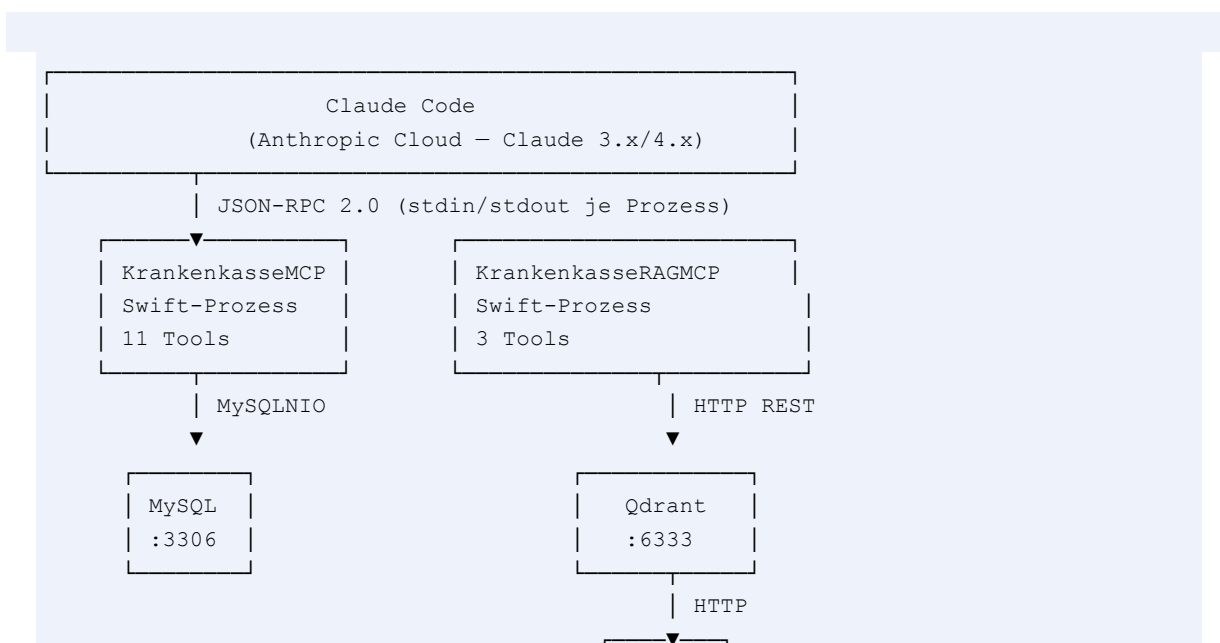 Claude Code
(Anthropic Cloud — Claude 3.x/4.x)
JSON-RPC 2.0 (stdin/stdout je Prozess)
KrankenkasseMCP
Swift-Prozess
11 Tools
KrankenkasseRAGMCP
Swift-Prozess
3 Tools
MySQLNIO
HTTP REST
MySQL
:3306
Qdrant
:6333
HTTP